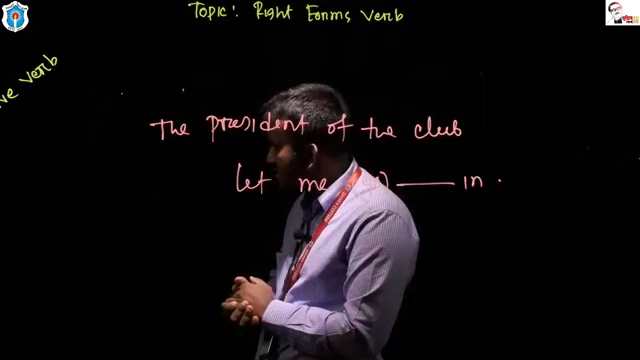 Topic: Right Forms Verb
ve verb
The president of the club
let me in.